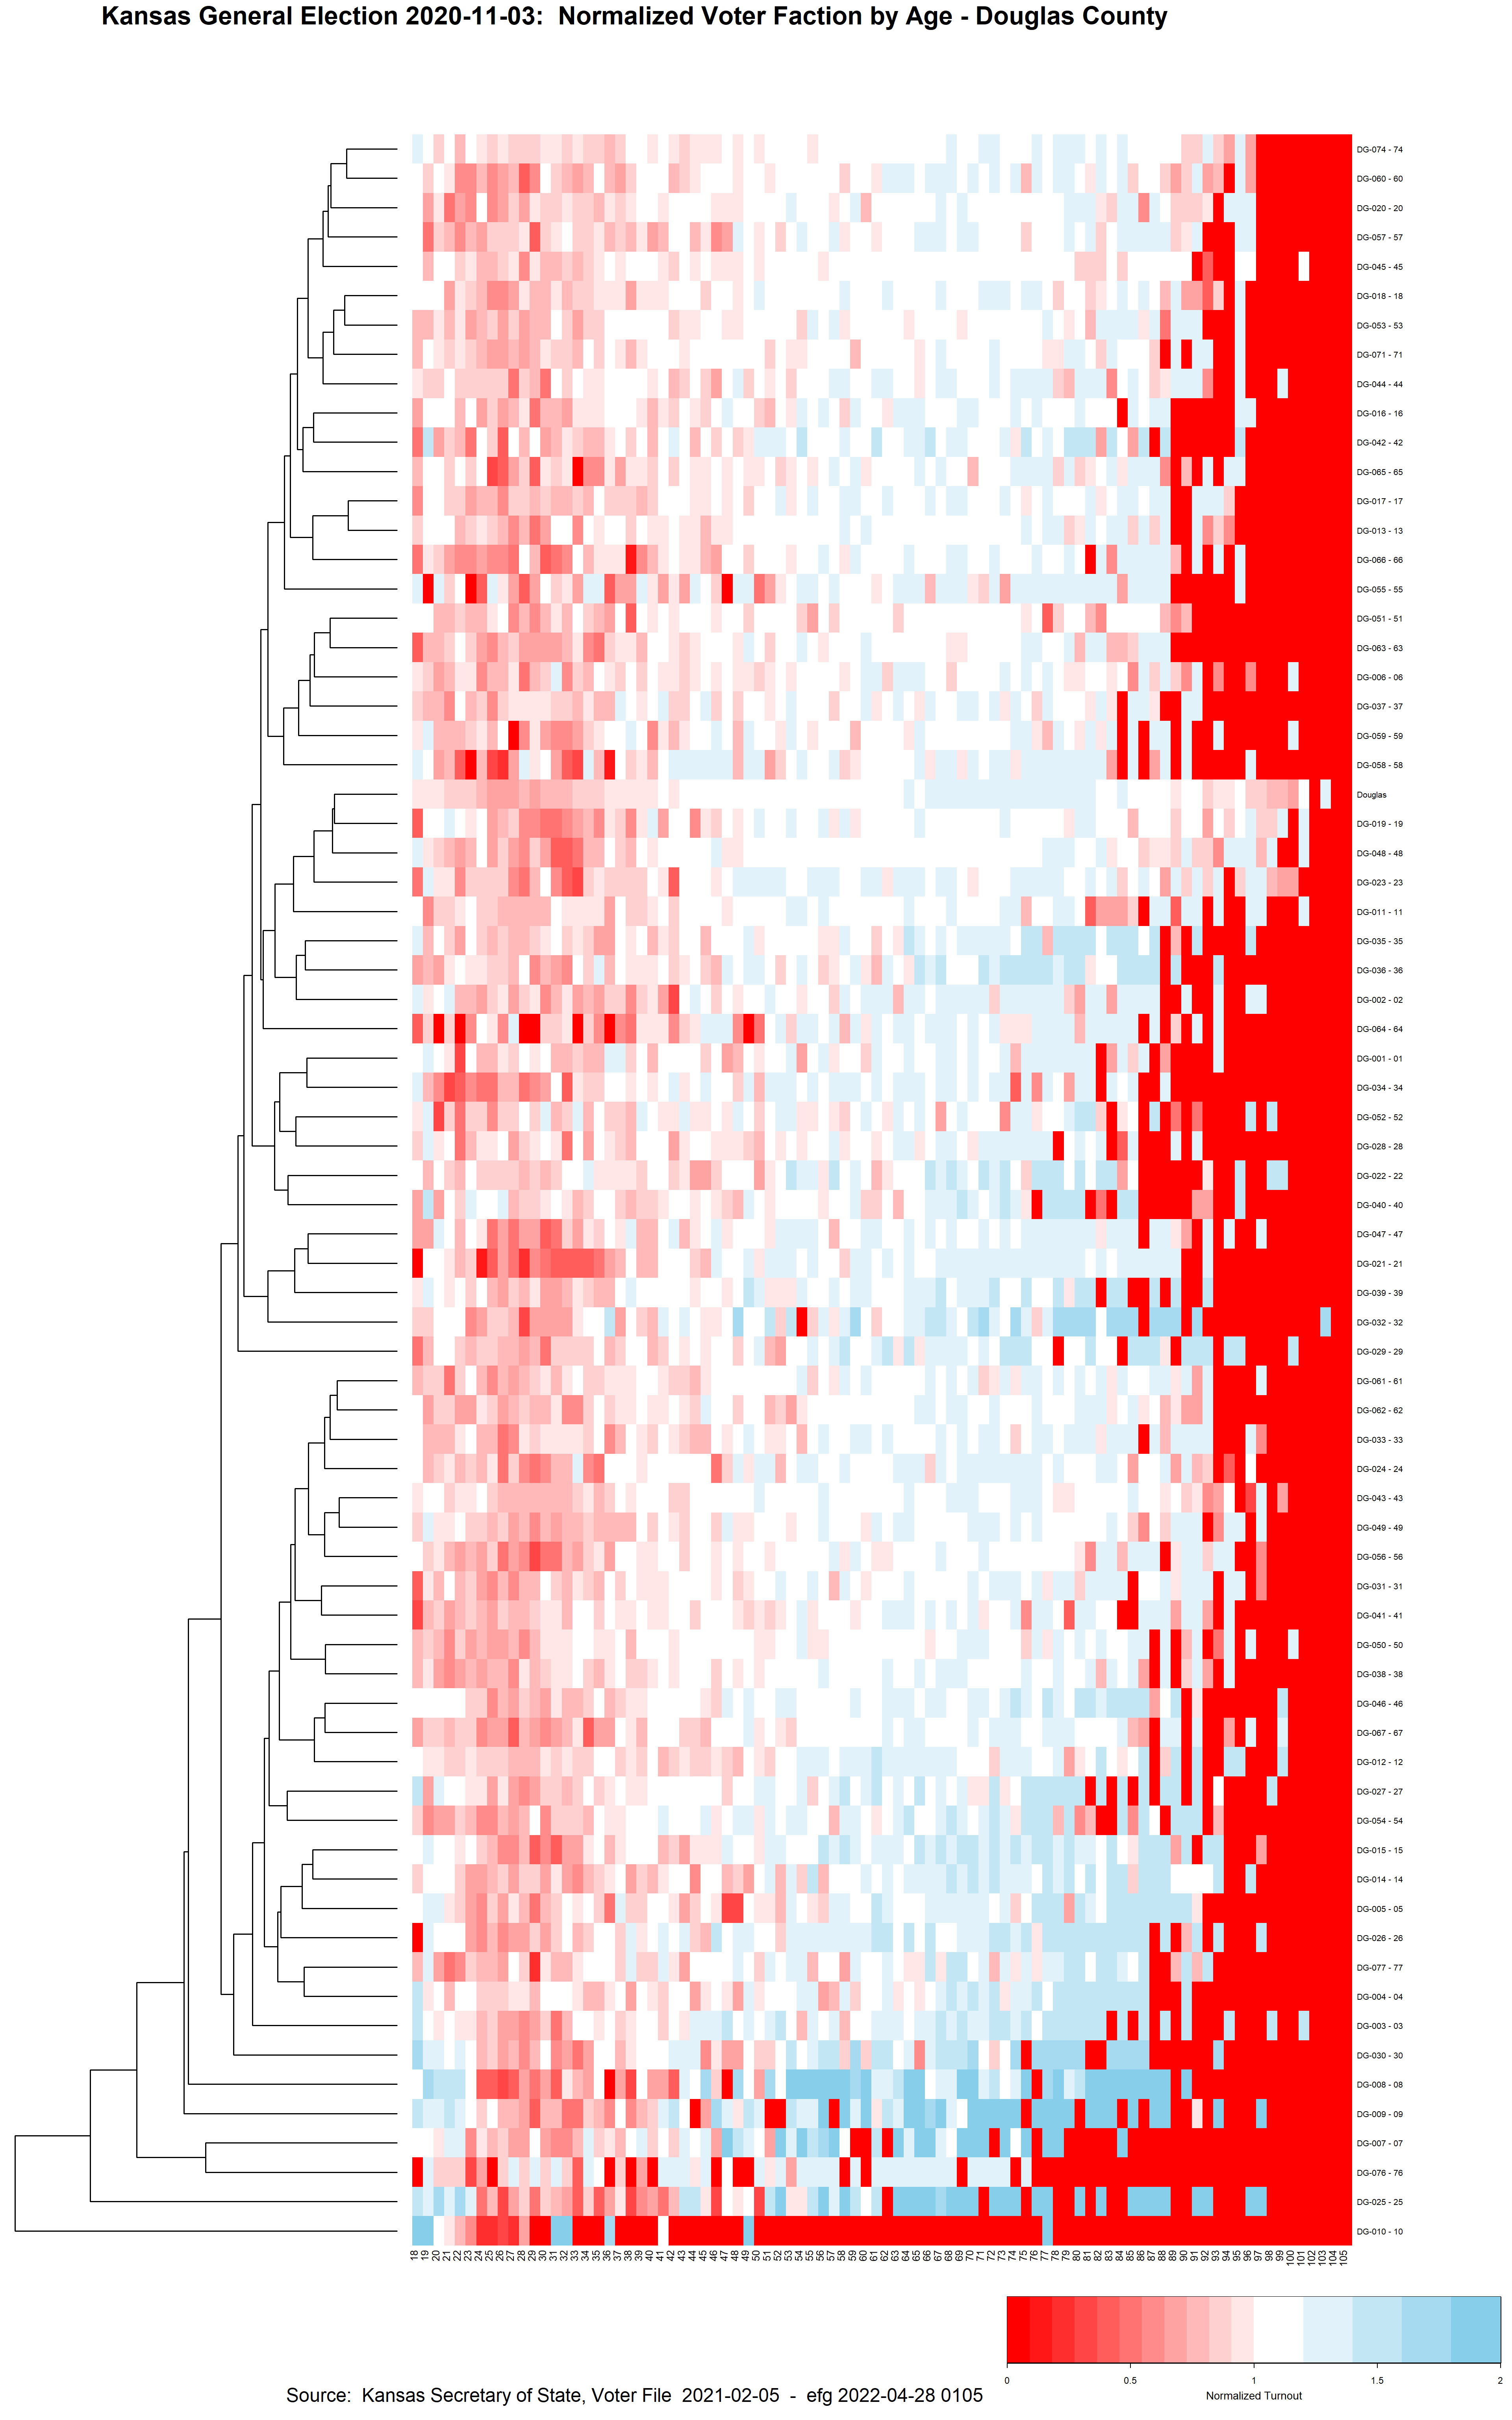 Kansas General Election 2020-11-03:  Normalized Voter Faction by Age - Douglas County
DG-074 - 74
DG-060 - 60
DG-020 - 20
DG-057 - 57
DG-045 - 45
DG-018 - 18
DG-053 - 53
DG-071 - 71
DG-044 - 44
DG-016 - 16
DG-042 - 42
DG-065 - 65
DG-017 - 17
DG-013 - 13
DG-066 - 66
DG-055 - 55
DG-051 - 51
DG-063 - 63
DG-006 - 06
DG-037 - 37
DG-059 - 59
DG-058 - 58
Douglas
DG-019 - 19
DG-048 - 48
DG-023 - 23
DG-011 - 11
DG-035 - 35
DG-036 - 36
DG-002 - 02
DG-064 - 64
DG-001 - 01
DG-034 - 34
DG-052 - 52
DG-028 - 28
DG-022 - 22
DG-040 - 40
DG-047 - 47
DG-021 - 21
DG-039 - 39
DG-032 - 32
DG-029 - 29
DG-061 - 61
DG-062 - 62
DG-033 - 33
DG-024 - 24
DG-043 - 43
DG-049 - 49
DG-056 - 56
DG-031 - 31
DG-041 - 41
DG-050 - 50
DG-038 - 38
DG-046 - 46
DG-067 - 67
DG-012 - 12
DG-027 - 27
DG-054 - 54
DG-015 - 15
DG-014 - 14
DG-005 - 05
DG-026 - 26
DG-077 - 77
DG-004 - 04
DG-003 - 03
DG-030 - 30
DG-008 - 08
DG-009 - 09
DG-007 - 07
DG-076 - 76
DG-025 - 25
DG-010 - 10
18 19 20 21 22 23 24 25 26 27 28 29 30 31 32 33 34 35 36 37 38 39 40 41 42 43 44 45 46 47 48 49 50 51 52 53 54 55 56 57 58 59 60 61 62 63 64 65 66 67 68 69 70 71 72 73 74 75 76 77 78 79 80 81 82 83 84 85 86 87 88 89 90 91 92 93 94 95 96 97 98 99 100 101 102 103 104 105
0 0.5 1 1.5 2
Normalized Turnout
Source:  Kansas Secretary of State, Voter File  2021-02-05  -  efg 2022-04-28 0105